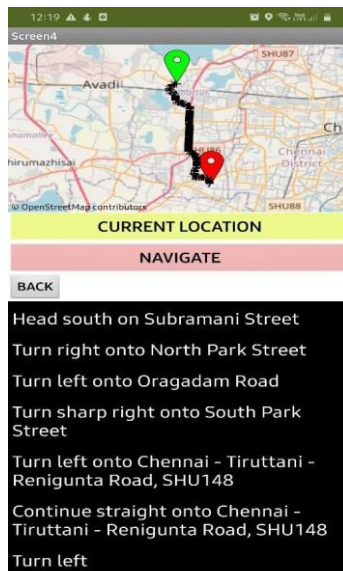 12:19
Screen4
SHU87
Avadi
Ch
SHU86
Chennai
District
hirumazhisai
© OpenStreetMap contributors
SHU88
CURRENT LOCATION
NAVIGATE
BACK
Head south on Subramani Street
Turn right onto North Park Street
Turn left onto Oragadam Road
Turn sharp right onto South Park
Street
Turn left onto Chennai - Tiruttani -
Renigunta Road, SHU148
Continue straight onto Chennai -
Tiruttani - Renigunta Road, SHU148
Turn left